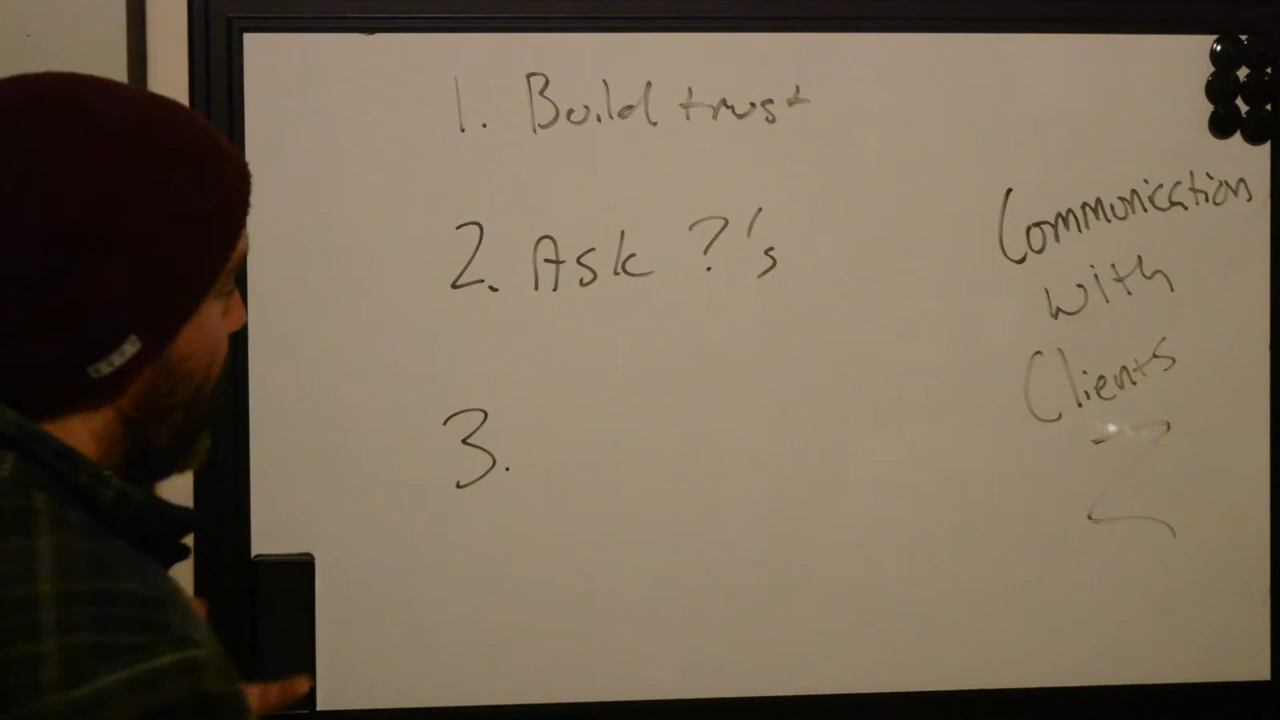 1. Build trust
2. Ask ?'s
3.
Communication
with
Clients